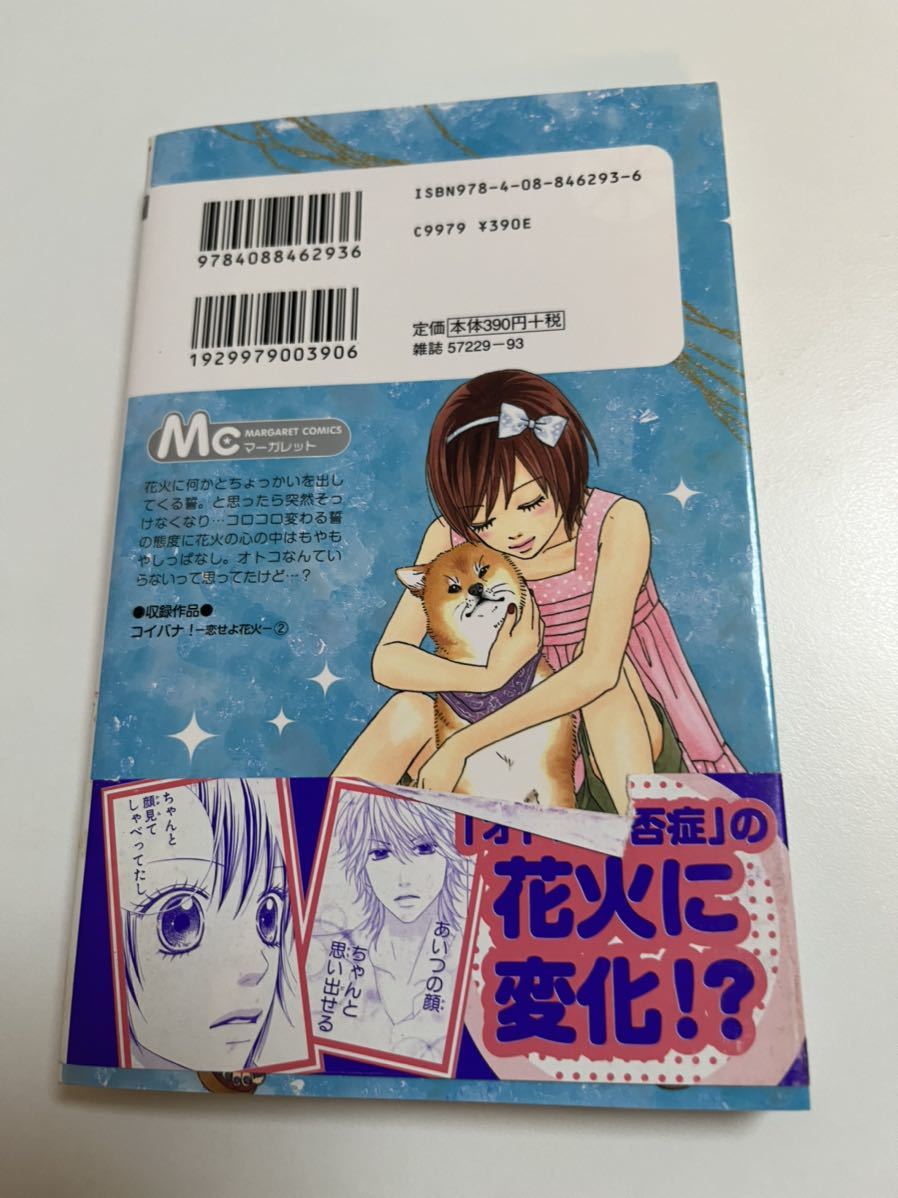 ISBN978-4-08-846293-6
C9979 ¥390E
9784088462936
1929979003906
定価 本体390円+税
雑誌 57229-93
Mc MARGARET COMICS
マーガレット
花火に何かとちょっかいを出し
てくる誓。と思ったら突然そっ
けなくなり…コロコロ変わる誓
の態度に花火の心の中はもやも
やしっぱなし。オトコなんてい
らないって思ってたけど…?
●収録作品●
コイバナ!ー恋せよ花火ー②
ちゃんと
顔見て
しゃべってたし
あいつの顔
ちゃんと
思い出せる
否症」の
花火に
変化!?